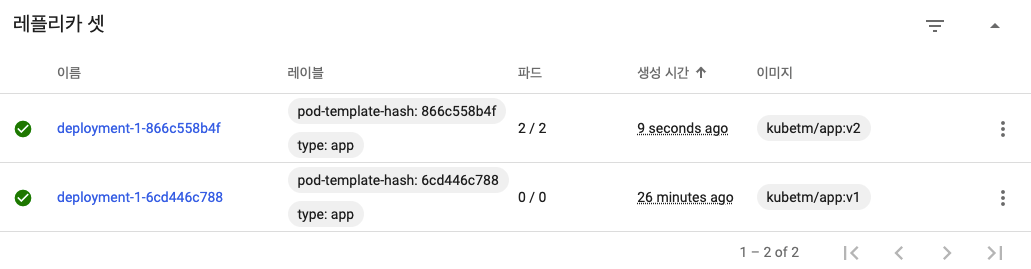 레플리카 셋
이름 레이블 파드 생성 시간 이미지
deployment-1-866c558b4f pod-template-hash: 866c558b4f type: app 2 / 2 9 seconds ago kubetm/app:v2
deployment-1-6cd446c788 pod-template-hash: 6cd446c788 type: app 0 / 0 26 minutes ago kubetm/app:v1
1 – 2 of 2